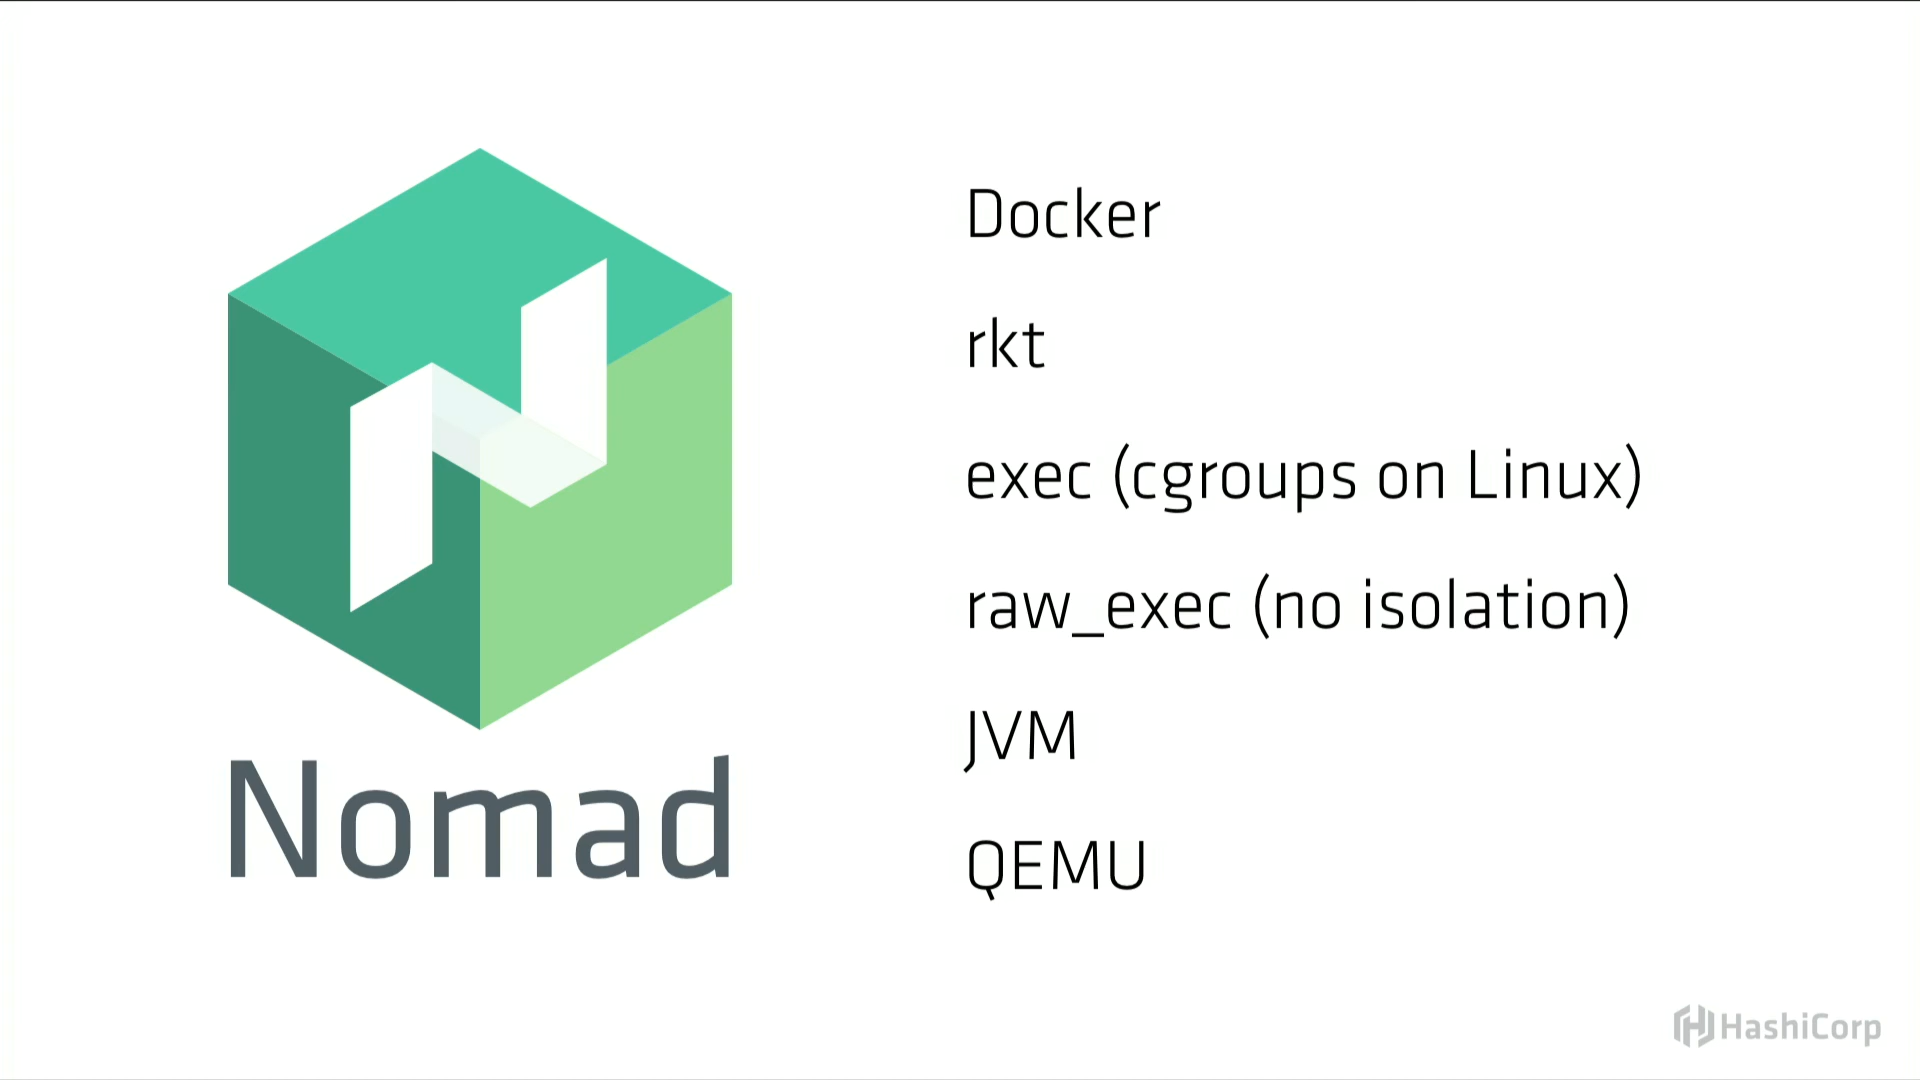 Nomad
Docker
rkt
exec (cgroups on Linux)
raw_exec (no isolation)
JVM
QEMU
HashiCorp